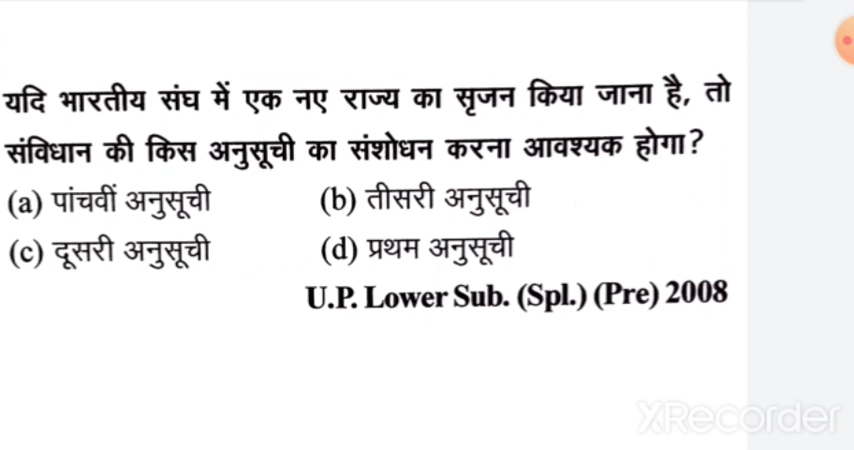 यदि भारतीय संघ में एक नए राज्य का सृजन किया जाना है, तो
संविधान की किस अनुसूची का संशोधन करना आवश्यक होगा?
(a) पांचवीं अनुसूची (b) तीसरी अनुसूची
(c) दूसरी अनुसूची (d) प्रथम अनुसूची
U.P. Lower Sub. (Spl.) (Pre) 2008
XRecorder